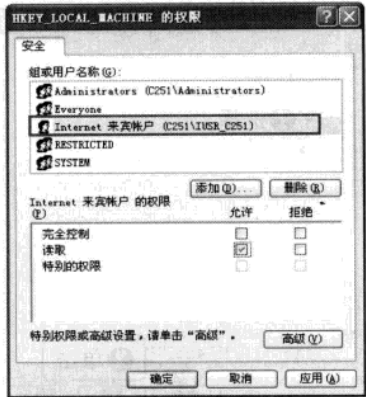 HKEY_LOCAL_MACHINE 的权限
安全
组或用户名称(G):
Administrators (C251\Administrators)
Everyone
Internet 来宾帐户 (C251\IUSR_C251)
RESTRICTED
SYSTEM
添加(D)... 删除(R)
Internet 来宾帐户 的权限
(P) 允许 拒绝
完全控制
读取
特别的权限
特别权限或高级设置，请单击“高级”。 高级(V)
确定 取消 应用(A)